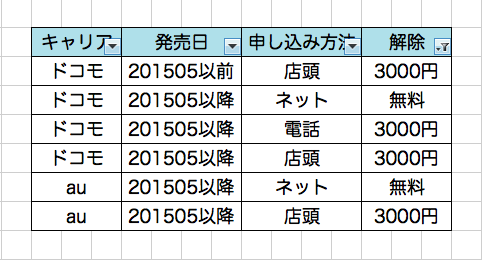 キャリア 発売日 申し込み方法 解除
ドコモ 201505以前 店頭 3000円
ドコモ 201505以降 ネット 無料
ドコモ 201505以降 電話 3000円
ドコモ 201505以降 店頭 3000円
au 201505以降 ネット 無料
au 201505以降 店頭 3000円